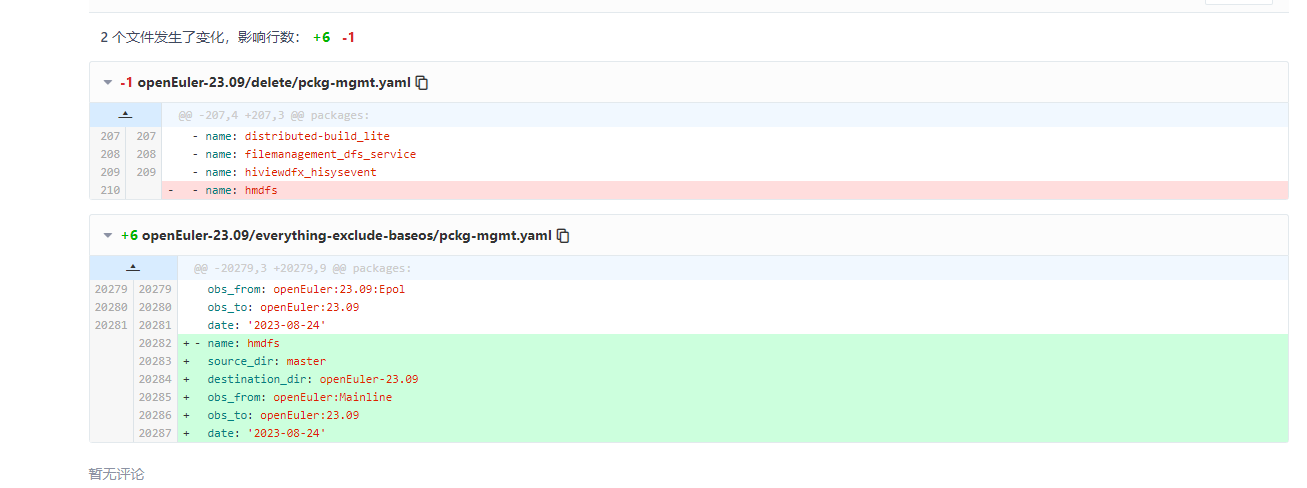 2 个文件发生了变化，影响行数： +6 -1
-1 openEuler-23.09/delete/pckg-mgmt.yaml
@@ -207,4 +207,3 @@ packages:
207 207 - name: distributed-build_lite
208 208 - name: filemanagement_dfs_service
209 209 - name: hiviewdfx_hisysevent
210 - - name: hmdfs
+6 openEuler-23.09/everything-exclude-baseos/pckg-mgmt.yaml
@@ -20279,3 +20279,9 @@ packages:
20279 20279 obs_from: openEuler:23.09:Epol
20280 20280 obs_to: openEuler:23.09
20281 20281 date: '2023-08-24'
20282 + - name: hmdfs
20283 + source_dir: master
20284 + destination_dir: openEuler-23.09
20285 + obs_from: openEuler:Mainline
20286 + obs_to: openEuler:23.09
20287 + date: '2023-08-24'
暂无评论